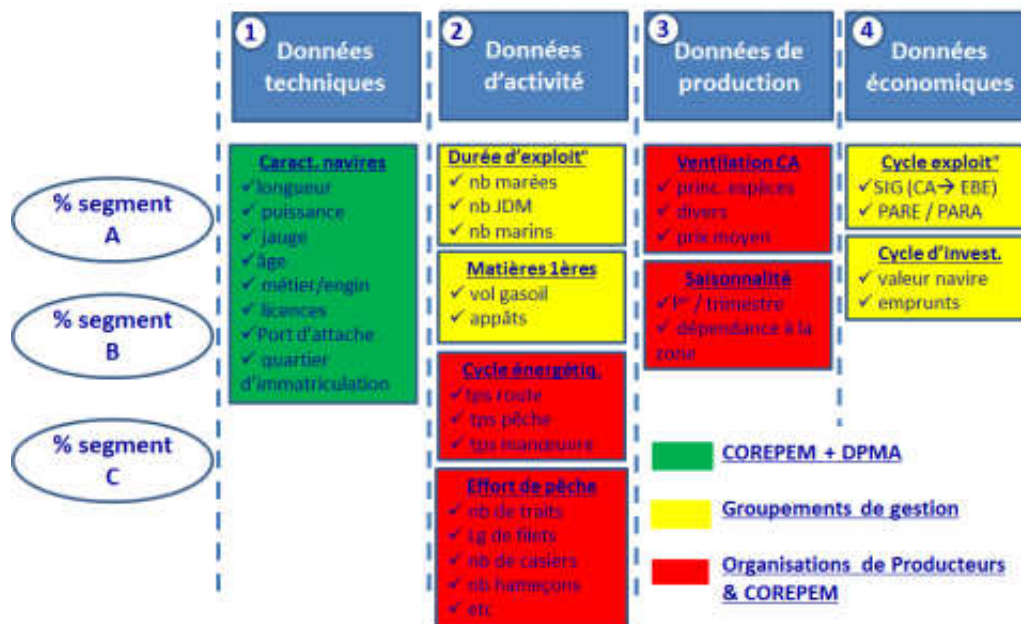 1
Données
techniques
2
Données
d'activité
3
Données de
production
4
Données
économiques
% segment
A
% segment
B
% segment
C
Caract. navires
✓longueur
✓ puissance
✓ jauge
✓âge
✓ métier/engin
✓ licences
✓Port d'attache
✓ quartier
d'immatriculation
Durée d'exploit°
✓ nb marées
✓ nb JDM
✓ nb marins
Matières 1ères
✓ vol gasoil
✓ appâts
Cycle énergétiq.
✓tps route
✓ tps pêche
✓ tps manœuvre
Effort de pêche
✓ nb de traits
✓ Lg de filets
✓ nb de casiers
✓ nb hameçons
✓ etc
Ventilation CA
✓ princ. espèces
✓ divers
✓ prix moyen
Saisonnalité
✓ / trimestre
✓ dépendance à la
zone
Cycle exploit°
✓SIG (CA→ EBE)
✓ PARE / PARA
Cycle d'invest.
✓ valeur navire
✓ emprunts
COREPEM + DPMA
Groupements de gestion
Organisations de Producteurs
& COREPEM